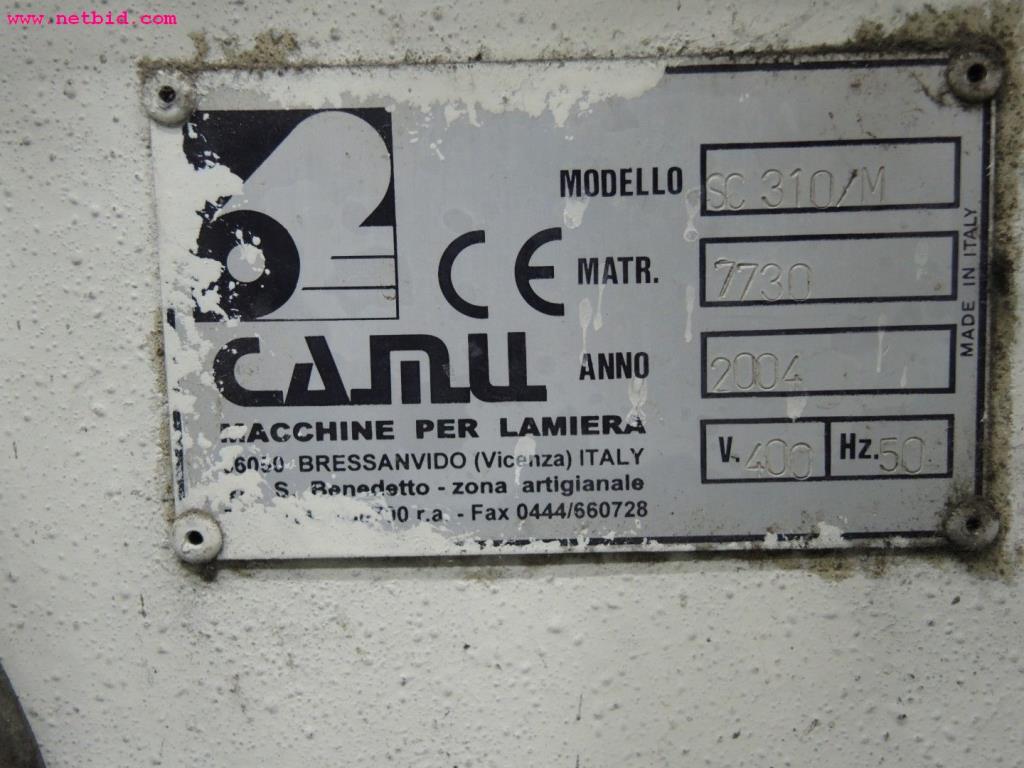 www.netbid.com
MODELLO SC 310/M
CE MATR. 7730
CAMU ANNO 2004
MACCHINE PER LAMIERA
V. 400 Hz. 50
BRESSANVIDO (Vicenza) ITALY
S. Benedetto - zona artigianale
r.a. - Fax 0444/660728
MADE IN ITALY